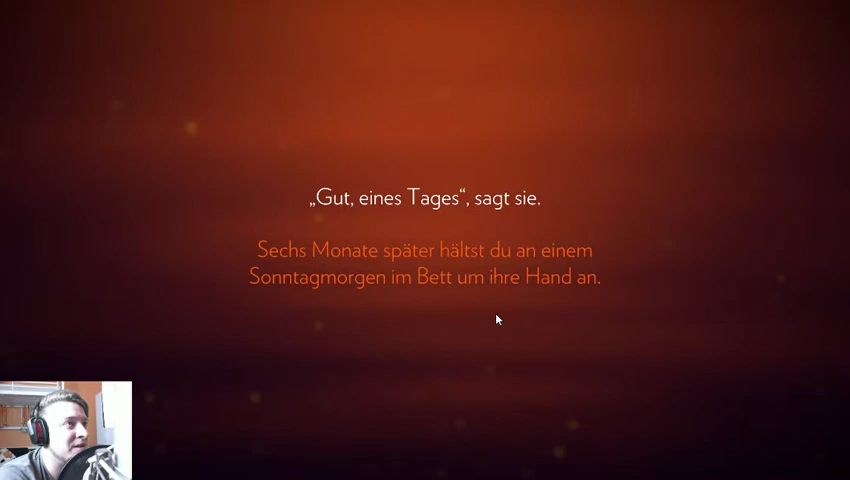 „Gut, eines Tages“, sagt sie.
Sechs Monate später hältst du an einem
Sonntagmorgen im Bett um ihre Hand an.